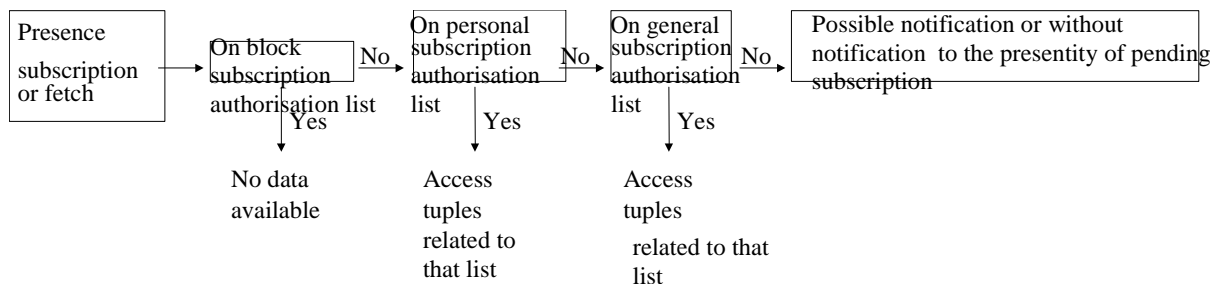 Presence
subscription
or fetch
On block
subscription
authorisation list
No
On personal
subscription
authorisation
list
No
On general
subscription
authorisation
list
No
Possible notification or without
notification to the presentity of pending
subscription
Yes
Yes
Yes
No data
available
Access
tuples
related to
that list
Access
tuples
related to that
list